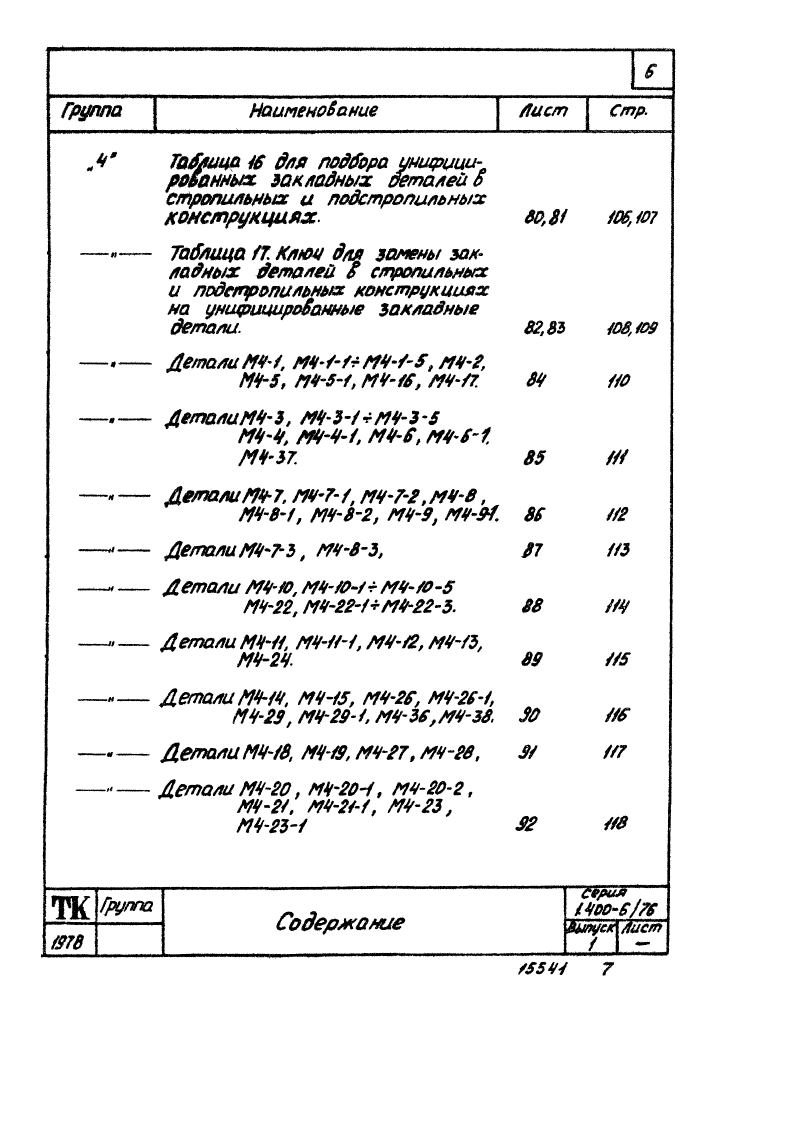 6
Группа Наименование Лист Стр.
„4" Таблица 16 для подбора унифици-
рованных закладных деталей в
стропильных и подстропильных
конструкциях. 80,81 106,107
—"— Таблица 17. Ключ для замены зак-
ладных деталей в стропильных
и подстропильных конструкциях
на унифицированные закладные
детали. 82,83 108,109
—"— Детали М4-1, М4-1-1÷М4-1-5, М4-2,
М4-5, М4-5-1, М4-16, М4-17. 84 110
—"— Детали М4-3, М4-3-1÷М4-3-5
М4-4, М4-4-1, М4-6, М4-6-1,
М4-37. 85 111
—"— Детали М4-7, М4-7-1, М4-7-2, М4-8,
М4-8-1, М4-8-2, М4-9, М4-9-1. 86 112
—"— Детали М4-7-3, М4-8-3, 87 113
—"— Детали М4-10, М4-10-1÷М4-10-5
М4-22, М4-22-1÷М4-22-3. 88 114
—"— Детали М4-11, М4-11-1, М4-12, М4-13,
М4-24. 89 115
—"— Детали М4-14, М4-15, М4-26, М4-26-1,
М4-29, М4-29-1, М4-36, М4-38. 90 116
—"— Детали М4-18, М4-19, М4-27, М4-28, 91 117
—"— Детали М4-20, М4-20-1, М4-20-2,
М4-21, М4-21-1, М4-23,
М4-23-1 92 118
ТК Группа Содержание серия
1.400-6/76
1978 Выпуск Лист
1 —
15541 7